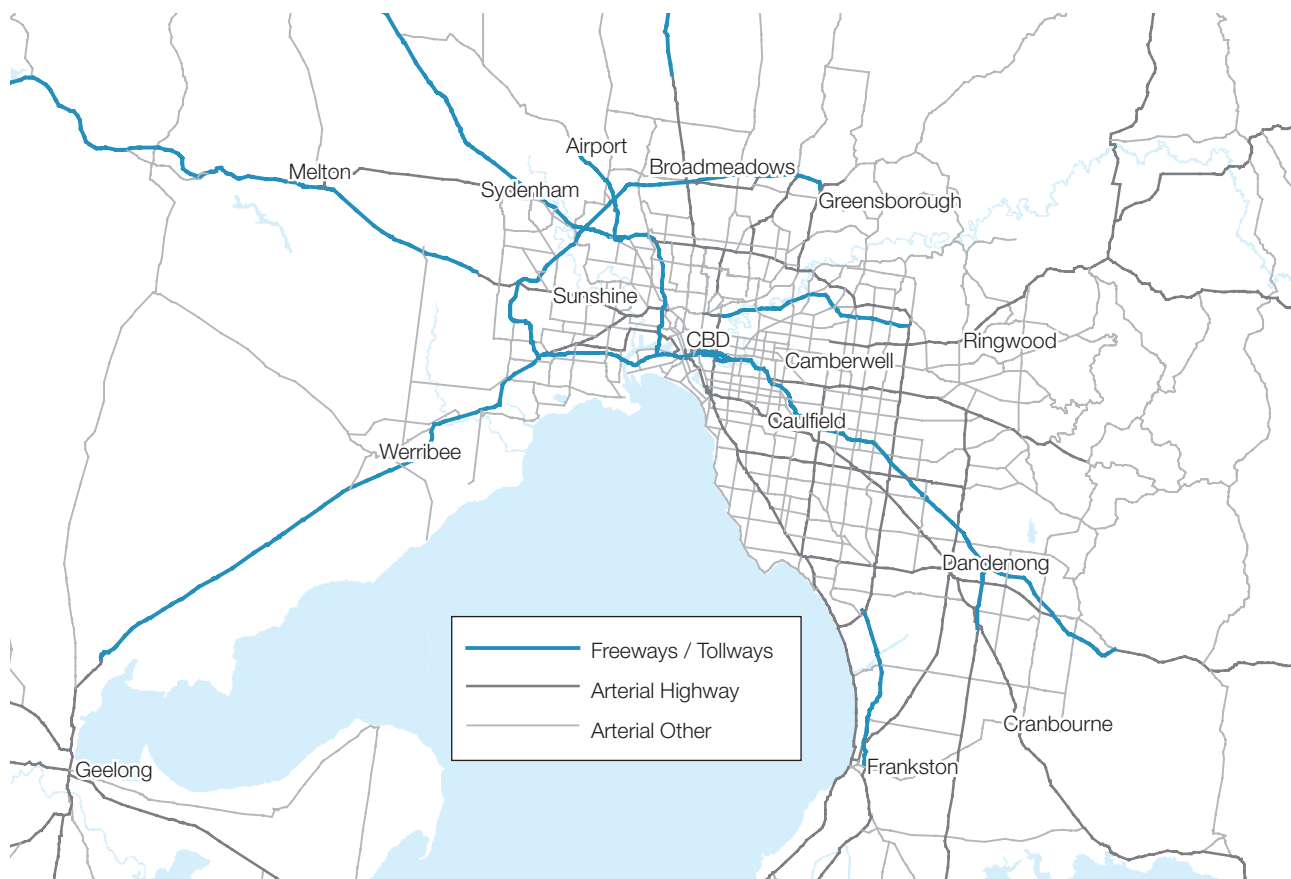 Airport
Broadmeadows
Melton
Sydenham
Greensborough
Sunshine
CBD
Ringwood
Camberwell
Caulfield
Werribee
Dandenong
Freeways / Tollways
Arterial Highway
Arterial Other
Cranbourne
Geelong
Frankston